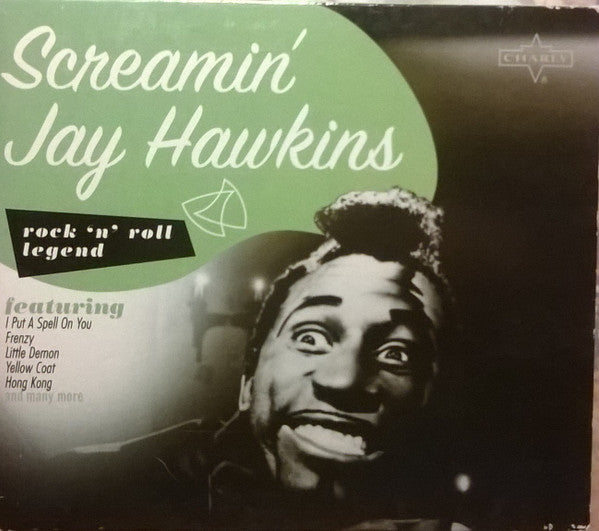 Screamin'
Jay Hawkins
CHARLY
®
rock 'n' roll
legend
featuring
I Put A Spell On You
Frenzy
Little Demon
Yellow Coat
Hong Kong
and many more